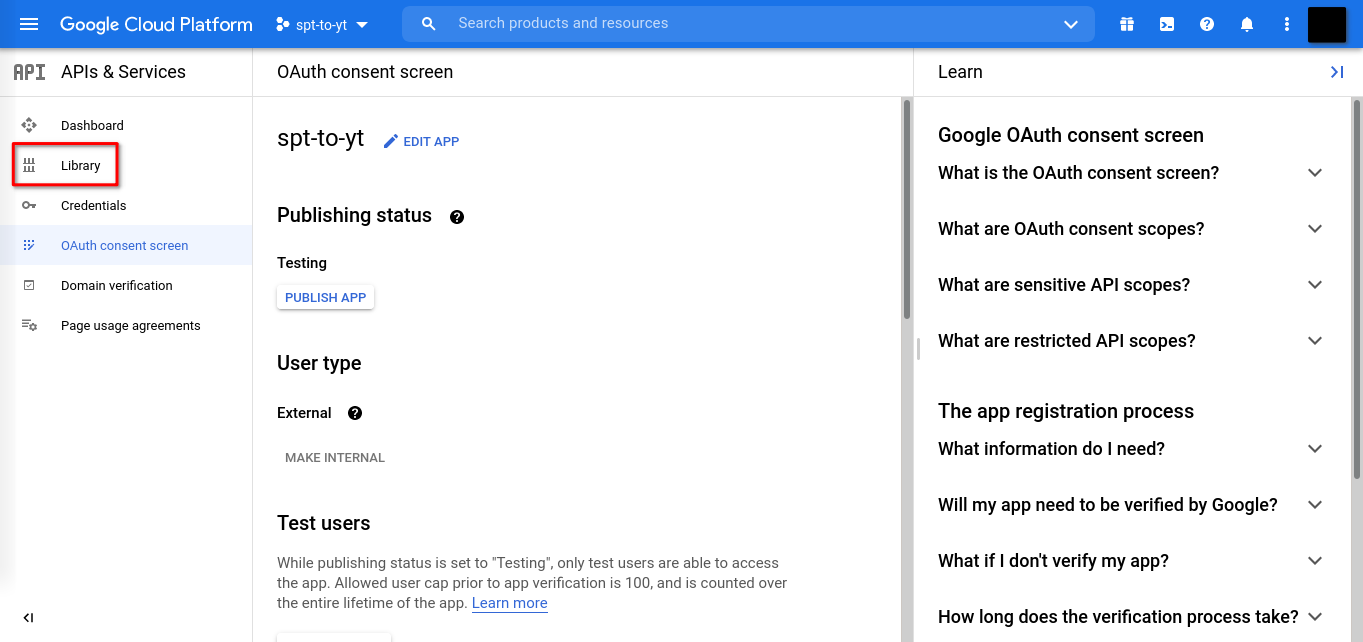 Google Cloud Platform
spt-to-yt
Search products and resources
API
APIs & Services
Dashboard
Library
Credentials
OAuth consent screen
Domain verification
Page usage agreements
OAuth consent screen
spt-to-yt
EDIT APP
Publishing status
Testing
PUBLISH APP
User type
External
MAKE INTERNAL
Test users
While publishing status is set to "Testing", only test users are able to access
the app. Allowed user cap prior to app verification is 100, and is counted over
the entire lifetime of the app. Learn more
Learn
Google OAuth consent screen
What is the OAuth consent screen?
What are OAuth consent scopes?
What are sensitive API scopes?
What are restricted API scopes?
The app registration process
What information do I need?
Will my app need to be verified by Google?
What if I don't verify my app?
How long does the verification process take?